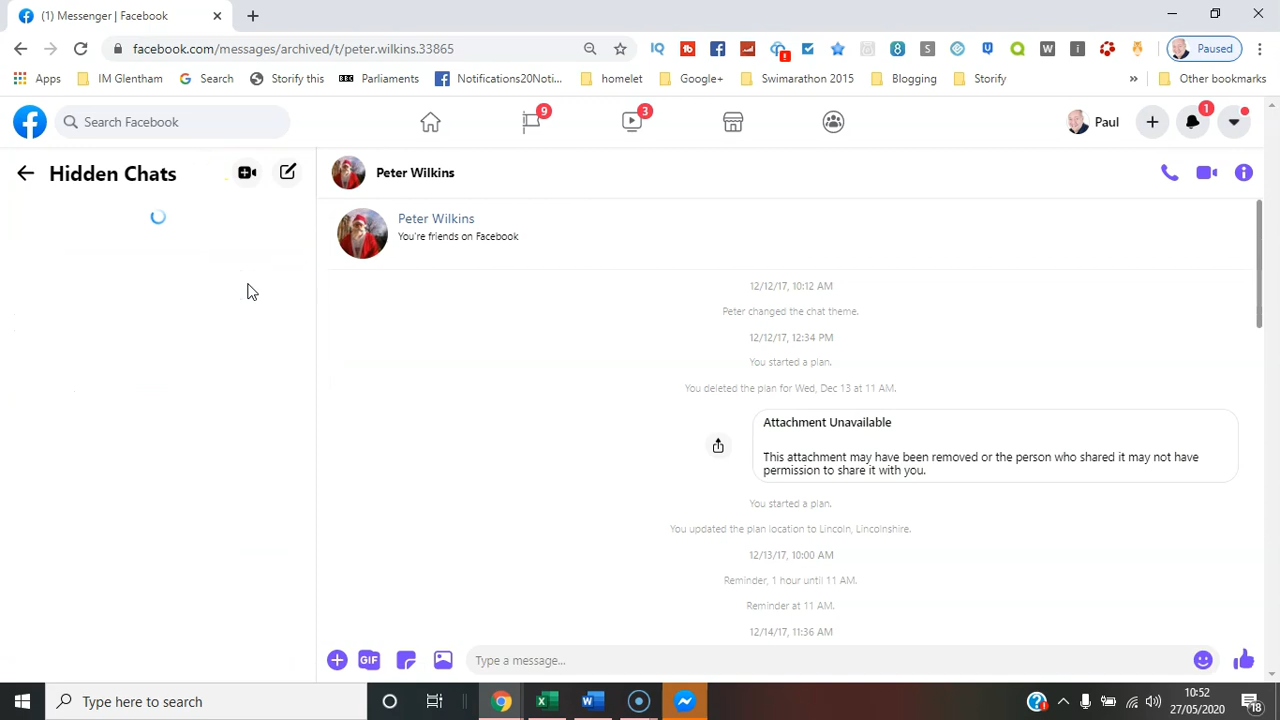 (1) Messenger | Facebook
facebook.com/messages/archived/t/peter.wilkins.33865
Paused
Apps
IM Glentham
Search
Storify this
Parliaments
Notifications20Noti...
homelet
Google+
Swimarathon 2015
Blogging
Storify
»
Other bookmarks
Search Facebook
9
3
Paul
1
Hidden Chats
Peter Wilkins
Peter Wilkins
You're friends on Facebook
12/12/17, 10:12 AM
Peter changed the chat theme.
12/12/17, 12:34 PM
You started a plan.
You deleted the plan for Wed, Dec 13 at 11 AM.
Attachment Unavailable
This attachment may have been removed or the person who shared it may not have
permission to share it with you.
You started a plan.
You updated the plan location to Lincoln, Lincolnshire.
12/13/17, 10:00 AM
Reminder, 1 hour until 11 AM.
Reminder at 11 AM.
12/14/17, 11:36 AM
GIF
Type a message...
Type here to search
10:52
27/05/2020
18